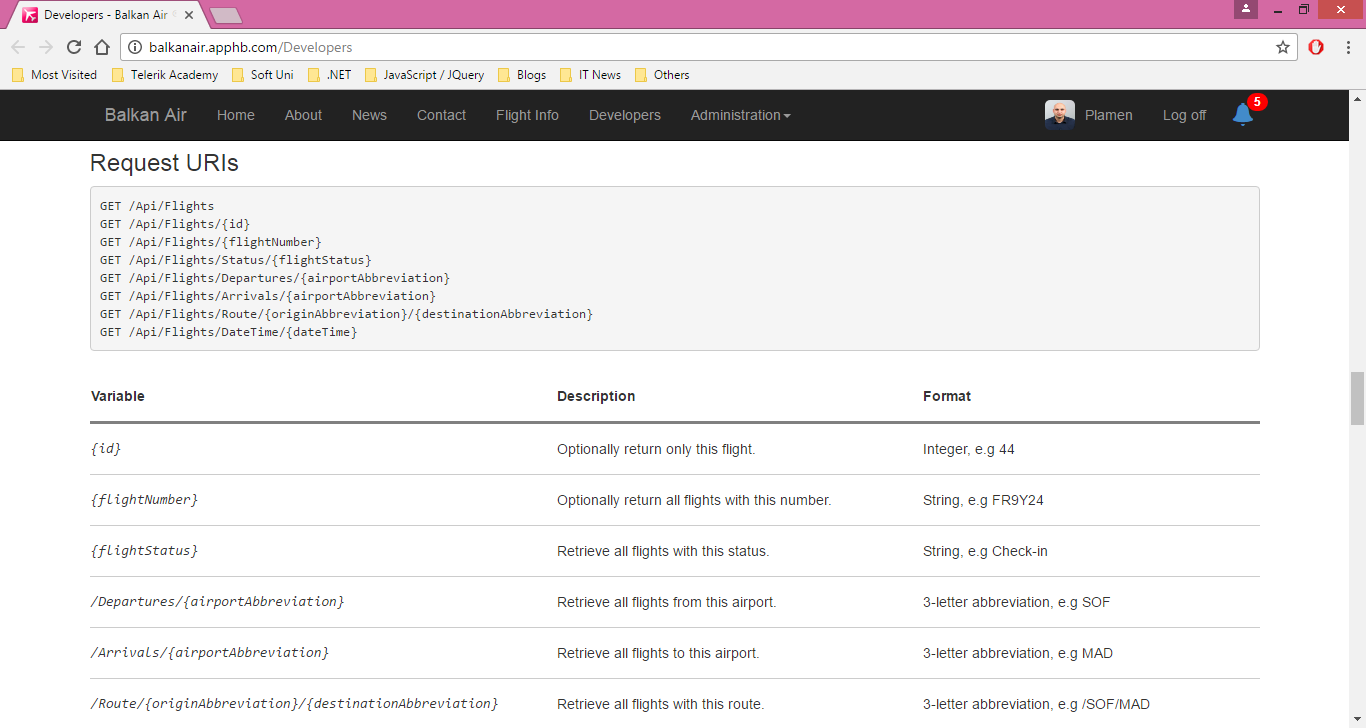 Developers - Balkan Air
balkanair.apphb.com/Developers
Most Visited Telerik Academy Soft Uni .NET JavaScript / JQuery Blogs IT News Others
Balkan Air Home About News Contact Flight Info Developers Administration Plamen Log off 5
Request URIs
GET /Api/Flights
GET /Api/Flights/{id}
GET /Api/Flights/{flightNumber}
GET /Api/Flights/Status/{flightStatus}
GET /Api/Flights/Departures/{airportAbbreviation}
GET /Api/Flights/Arrivals/{airportAbbreviation}
GET /Api/Flights/Route/{originAbbreviation}/{destinationAbbreviation}
GET /Api/Flights/DateTime/{dateTime}
Variable Description Format
{id} Optionally return only this flight. Integer, e.g 44
{flightNumber} Optionally return all flights with this number. String, e.g FR9Y24
{flightStatus} Retrieve all flights with this status. String, e.g Check-in
/Departures/{airportAbbreviation} Retrieve all flights from this airport. 3-letter abbreviation, e.g SOF
/Arrivals/{airportAbbreviation} Retrieve all flights to this airport. 3-letter abbreviation, e.g MAD
/Route/{originAbbreviation}/{destinationAbbreviation} Retrieve all flights with this route. 3-letter abbreviation, e.g /SOF/MAD